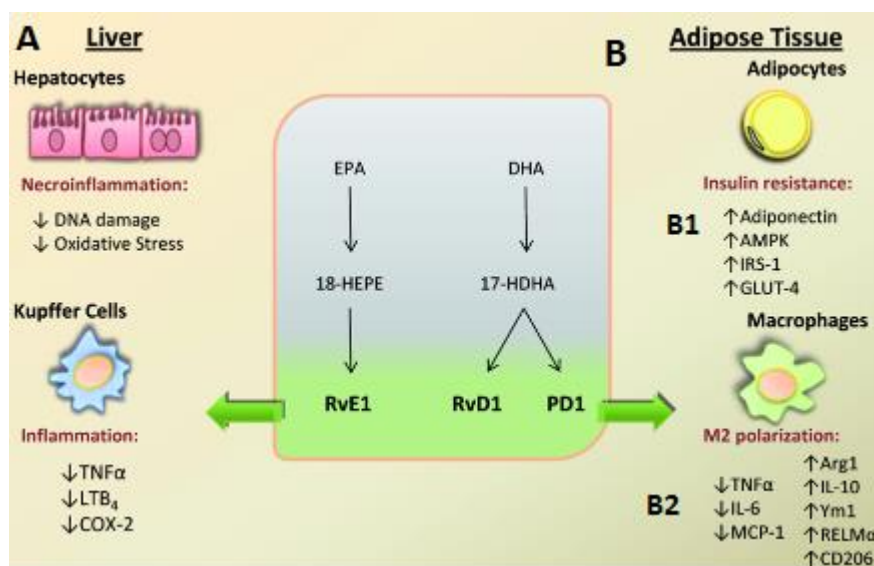 A
Liver
Hepatocytes
Necroinflammation:
↓ DNA damage
↓ Oxidative Stress
Kupffer Cells
Inflammation:
↓TNFα
↓LTB₄
↓COX-2
EPA
DHA
18-HEPE
17-HDHA
RvE1
RvD1
PD1
B
Adipose Tissue
Adipocytes
Insulin resistance:
B1
↑Adiponectin
↑AMPK
↑IRS-1
↑GLUT-4
Macrophages
M2 polarization:
B2
↓TNFα
↓IL-6
↓MCP-1
↑Arg1
↑IL-10
↑Ym1
↑RELMα
↑CD206